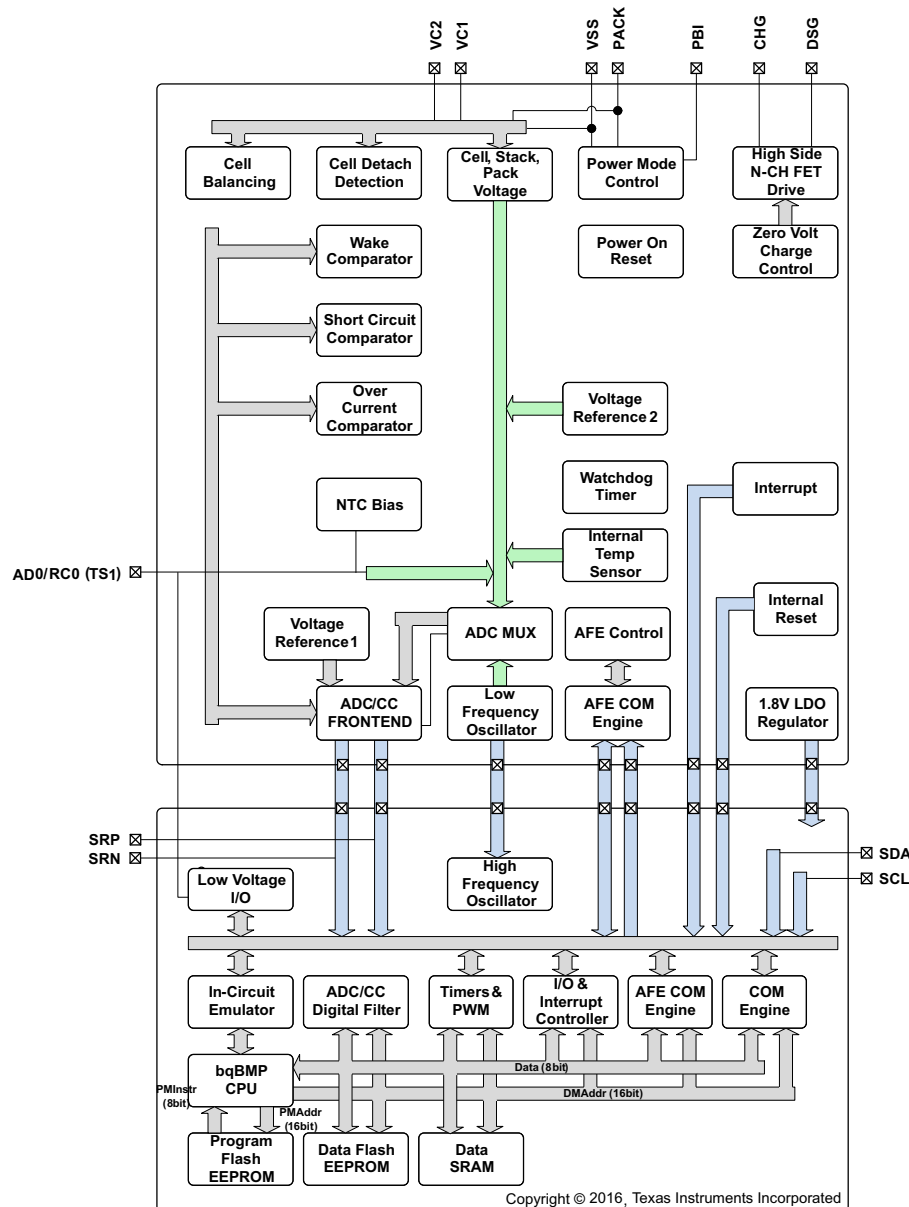 VC2
VC1
VSS
PACK
PBI
CHG
DSG
Cell
Balancing
Cell Detach
Detection
Cell, Stack,
Pack
Voltage
Power Mode
Control
High Side
N-CH FET
Drive
Wake
Comparator
Power On
Reset
Zero Volt
Charge
Control
Short Circuit
Comparator
Over
Current
Comparator
Voltage
Reference 2
NTC Bias
Watchdog
Timer
Interrupt
AD0/RC0 (TS1)
Internal
Temp
Sensor
Voltage
Reference 1
ADC MUX
AFE Control
Internal
Reset
ADC/CC
FRONTEND
Low
Frequency
Oscillator
AFE COM
Engine
1.8V LDO
Regulator
SRP
SRN
SDA
SCL
Low Voltage
I/O
High
Frequency
Oscillator
In-Circuit
Emulator
ADC/CC
Digital Filter
Timers &
PWM
I/O &
Interrupt
Controller
AFE COM
Engine
COM
Engine
bqBMP
CPU
Data (8bit)
PMInstr
(8bit)
DMAddr (16bit)
PMAddr
(16bit)
Program
Flash
EEPROM
Data Flash
EEPROM
Data
SRAM
Copyright © 2016, Texas Instruments Incorporated